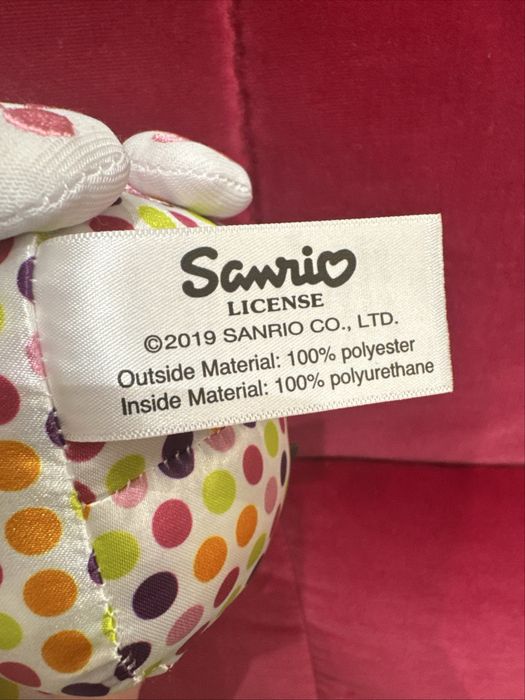 Sanrio
LICENSE
©2019 SANRIO CO., LTD.
Outside Material: 100% polyester
Inside Material: 100% polyurethane